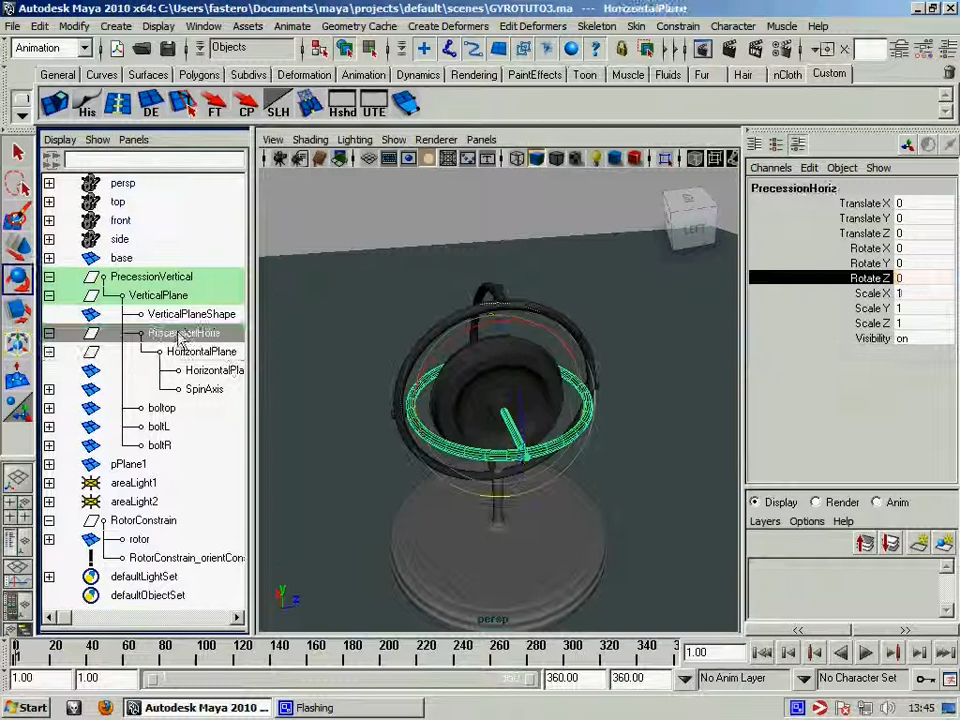 Autodesk Maya 2010 x64: C:\Users\fastero\Documents\maya\projects\default\scenes\GYROTUTO3.ma --- HorizontalPlane
File Edit Modify Create Display Window Assets Animate Geometry Cache Create Deformers Edit Deformers Skeleton Skin Constrain Character Muscle Help
Animation Objects
General Curves Surfaces Polygons Subdivs Deformation Animation Dynamics Rendering PaintEffects Toon Muscle Fluids Fur Hair nCloth Custom
His DE FT CP SLH Hshd UTE
Display Show Panels
View Shading Lighting Show Renderer Panels
Channels Edit Object Show
persp
top
front
side
base
PrecessionVertical
VerticalPlane
VerticalPlaneShape
PrecessionHoriz
HorizontalPlane
HorizontalPla
SpinAxis
boltop
boltL
boltR
pPlane1
areaLight1
areaLight2
RotorConstrain
rotor
RotorConstrain_orientCon
defaultLightSet
defaultObjectSet
LEFT
persp
y
z
PrecessionHoriz
Translate X 0
Translate Y 0
Translate Z 0
Rotate X 0
Rotate Y 0
Rotate Z 0
Scale X 1
Scale Y 1
Scale Z 1
Visibility on
Display Render Anim
Layers Options Help
0 20 40 60 80 100 120 140 160 180 200 220 240 260 280 300 320 340 36 1.00
1.00 1.00 360.00 360.00 No Anim Layer No Character Set
Start Autodesk Maya 2010 ... Flashing 13:45